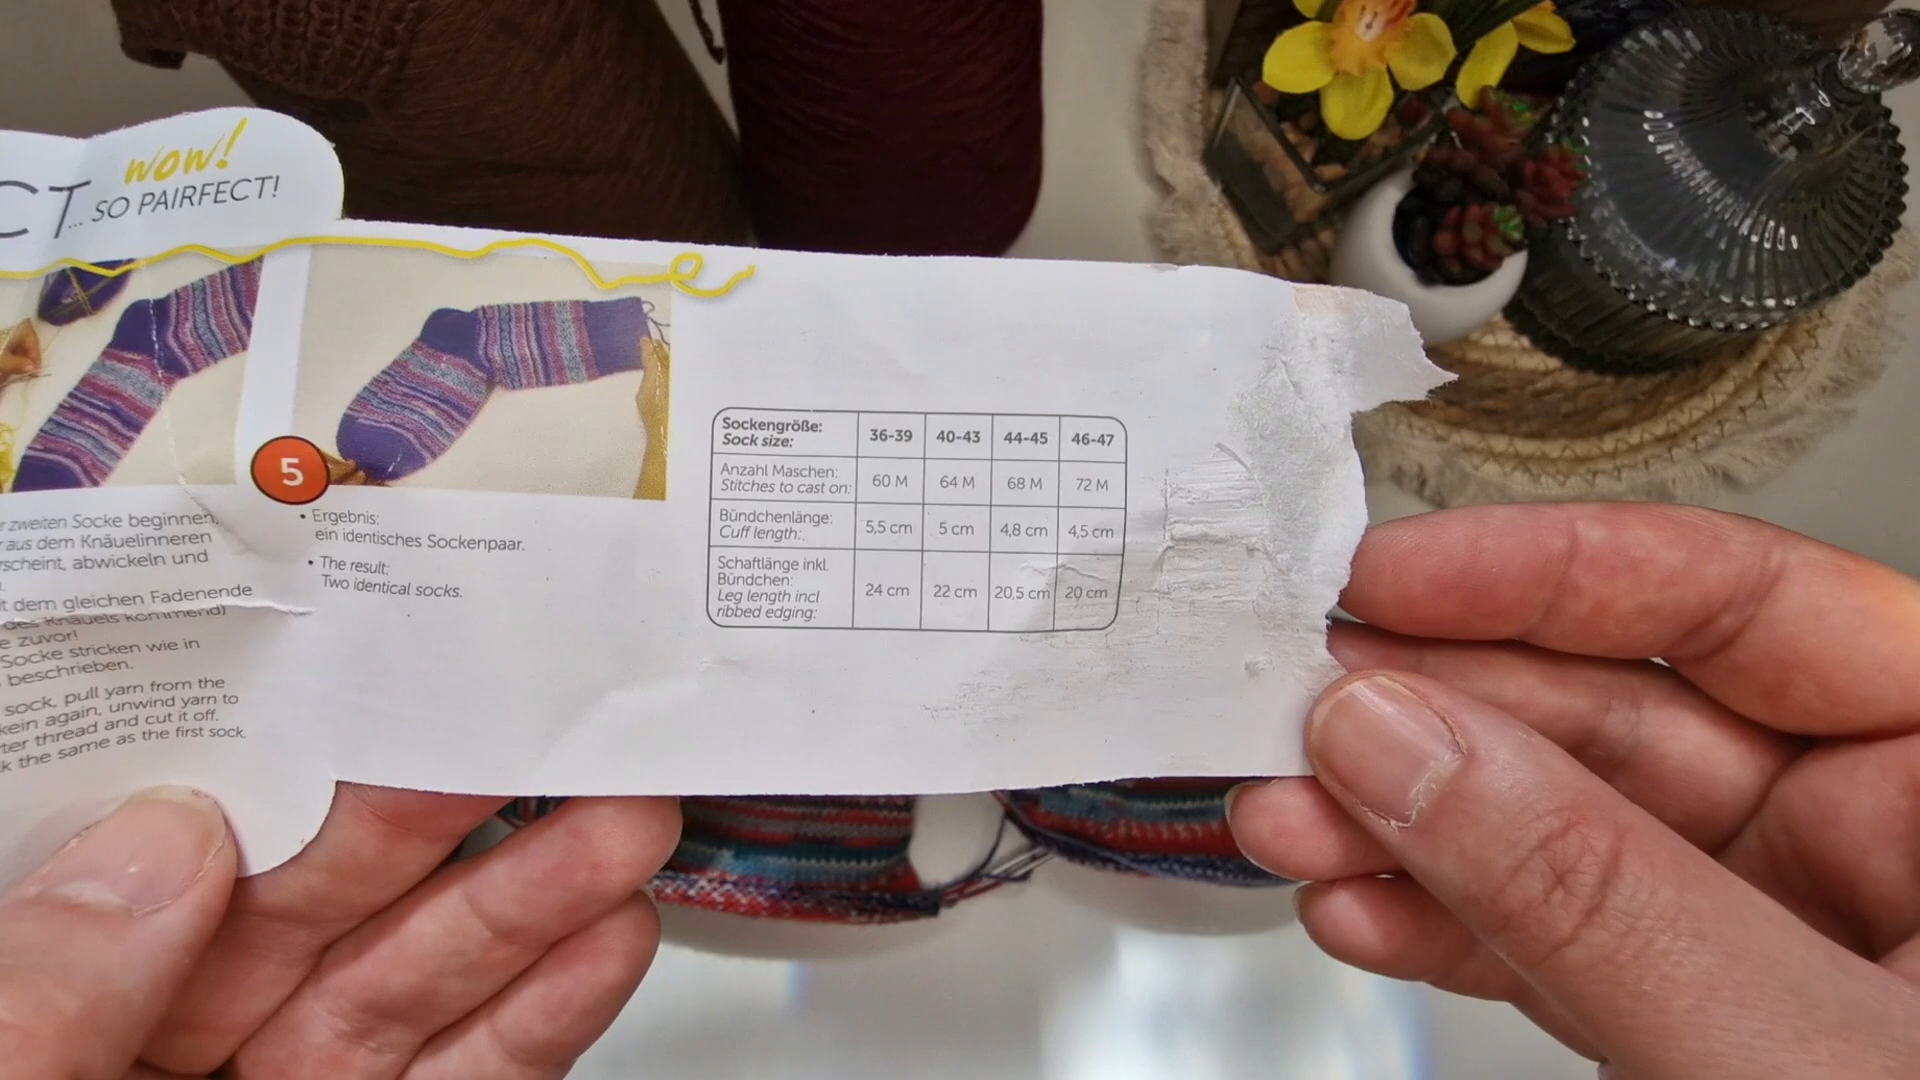 CT...
wow!
SO PAIRFECT!
zweiten Socke beginnen,
aus dem Knäuelinneren
abwickeln und
dem gleichen Fadenende
des Knäuels kommend)
zuvor!
Socke stricken wie in
beschrieben.
sock, pull yarn from the
again, unwind yarn to
thread and cut it off.
the same as the first sock.
5
• Ergebnis:
ein identisches Sockenpaar.
• The result:
Two identical socks.
Sockengröße:
Sock size: 36-39 40-43 44-45 46-47
Anzahl Maschen:
Stitches to cast on: 60 M 64 M 68 M 72 M
Bündchenlänge:
Cuff length: 5,5 cm 5 cm 4,8 cm 4,5 cm
Schaftlänge inkl.
Bündchen:
Leg length incl
ribbed edging: 24 cm 22 cm 20,5 cm 20 cm